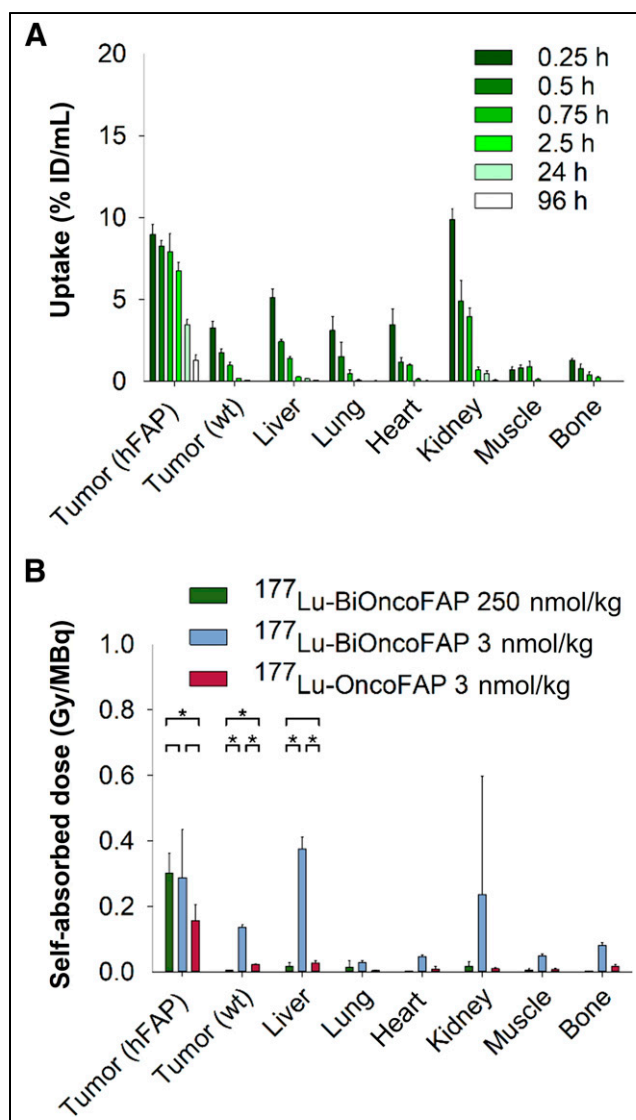 A
Uptake (% ID/mL)
20
15
10
5
0
0.25 h
0.5 h
0.75 h
2.5 h
24 h
96 h
Tumor (hFAP)
Tumor (wt)
Liver
Lung
Heart
Kidney
Muscle
Bone
B
177Lu-BiOncoFAP 250 nmol/kg
177Lu-BiOncoFAP 3 nmol/kg
177Lu-OncoFAP 3 nmol/kg
Self-absorbed dose (Gy/MBq)
1.0
0.8
0.6
0.4
0.2
0.0
* *
* * * *
Tumor (hFAP)
Tumor (wt)
Liver
Lung
Heart
Kidney
Muscle
Bone